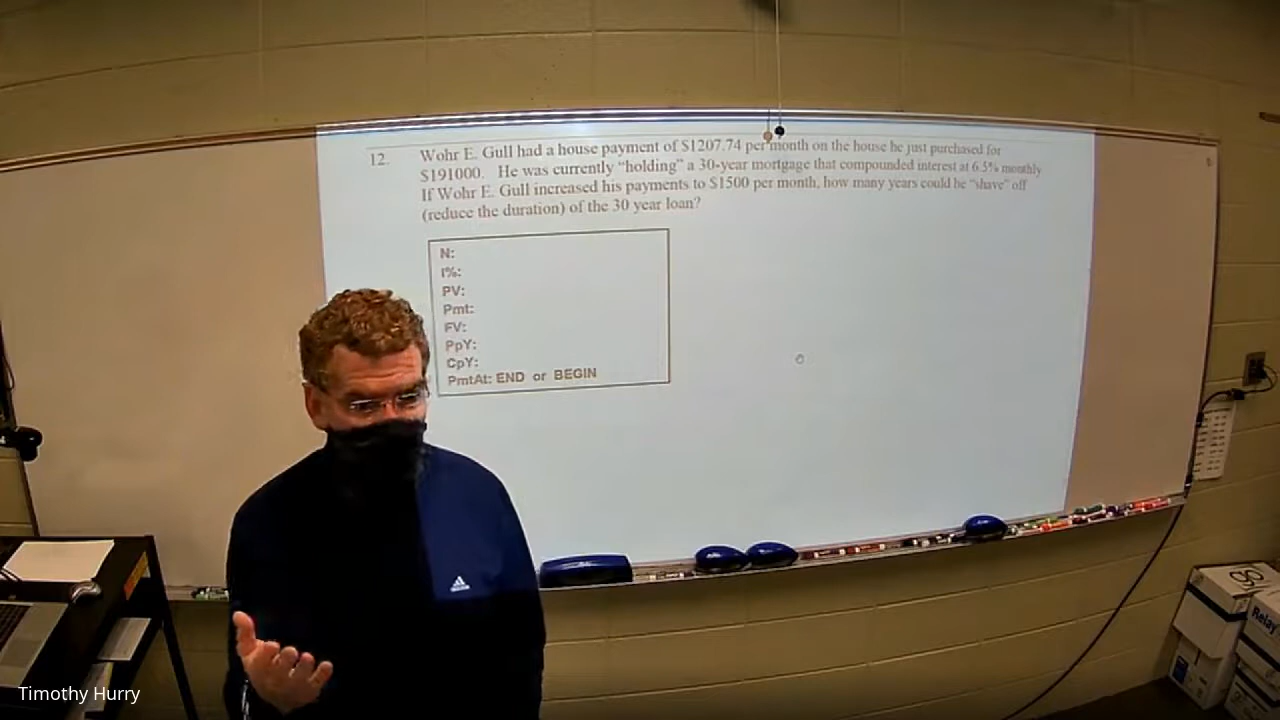 12. Wohr E. Gull had a house payment of $1207.74 per month on the house he just purchased for
$191000. He was currently "holding" a 30-year mortgage that compounded interest at 6.5% monthly
If Wohr E. Gull increased his payments to $1500 per month, how many years could he "shave" off
(reduce the duration) of the 30 year loan?
N:
I%:
PV:
Pmt:
FV:
PpY:
CpY:
PmtAt: END or BEGIN
Relay
Timothy Hurry